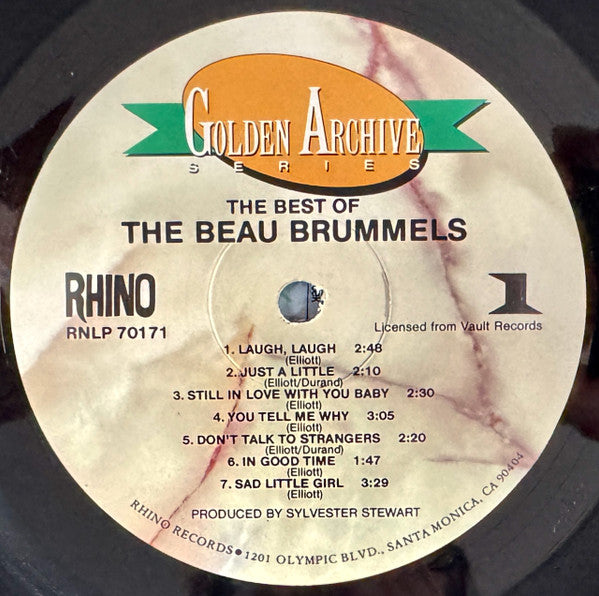 GOLDEN ARCHIVE
SERIES
THE BEST OF
THE BEAU BRUMMELS
RHINO
RNLP 70171
1
Licensed from Vault Records
1. LAUGH, LAUGH 2:48
(Elliott)
2. JUST A LITTLE 2:10
(Elliott/Durand)
3. STILL IN LOVE WITH YOU BABY 2:30
(Elliott)
4. YOU TELL ME WHY 3:05
(Elliott)
5. DON'T TALK TO STRANGERS 2:20
(Elliott/Durand)
6. IN GOOD TIME 1:47
(Elliott)
7. SAD LITTLE GIRL 3:29
(Elliott)
PRODUCED BY SYLVESTER STEWART
RHINO RECORDS • 1201 OLYMPIC BLVD., SANTA MONICA, CA 90404